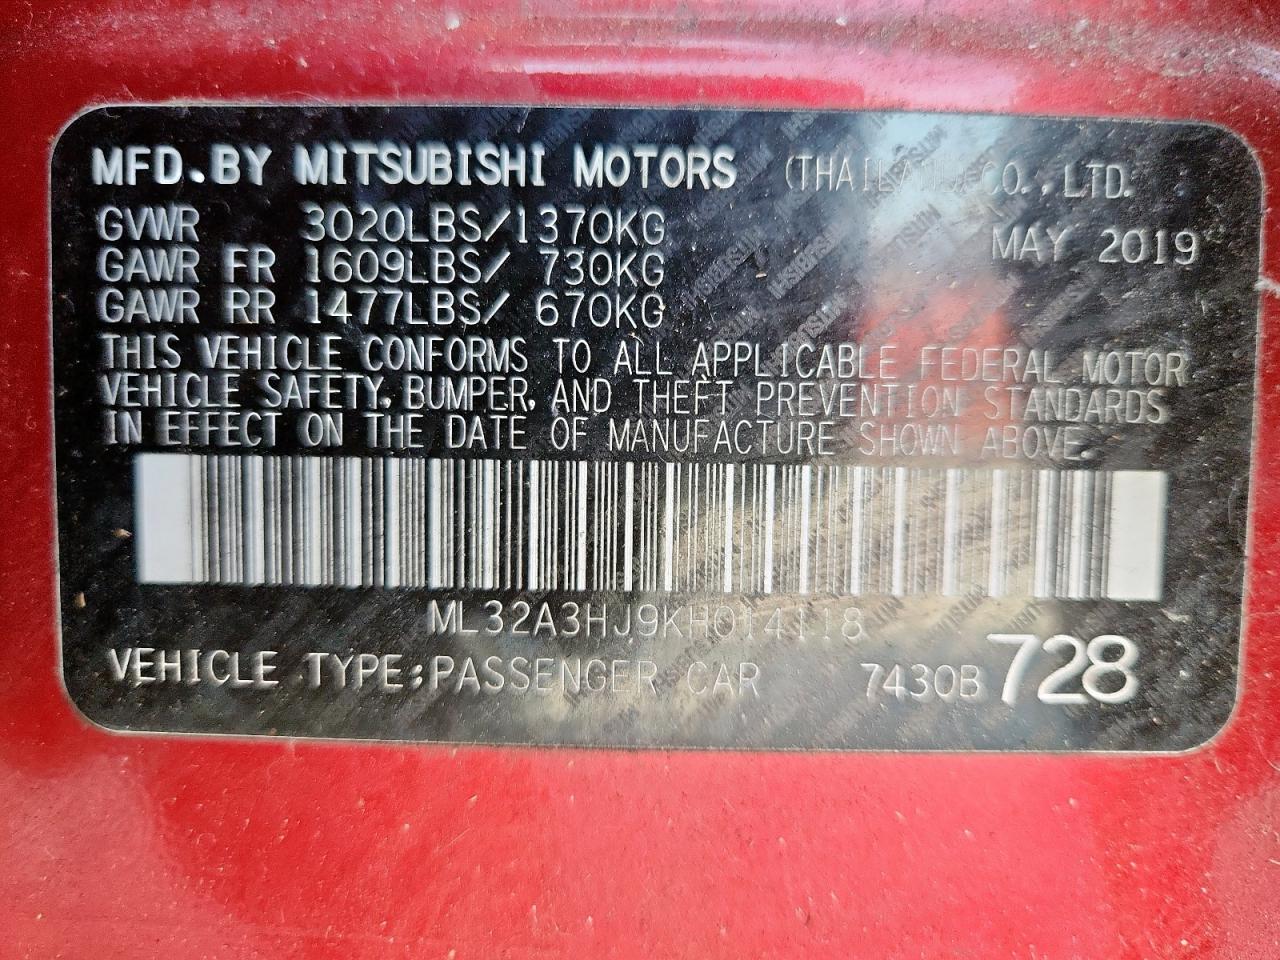 MFD.BY MITSUBISHI MOTORS (THAILAND) CO.,LTD.
GVWR 3020LBS/1370KG MAY 2019
GAWR FR 1609LBS/ 730KG
GAWR RR 1477LBS/ 670KG
THIS VEHICLE CONFORMS TO ALL APPLICABLE FEDERAL MOTOR
VEHICLE SAFETY, BUMPER, AND THEFT PREVENTION STANDARDS
IN EFFECT ON THE DATE OF MANUFACTURE SHOWN ABOVE.
ML32A3HJ9KH014118
VEHICLE TYPE:PASSENGER CAR 7430B 728